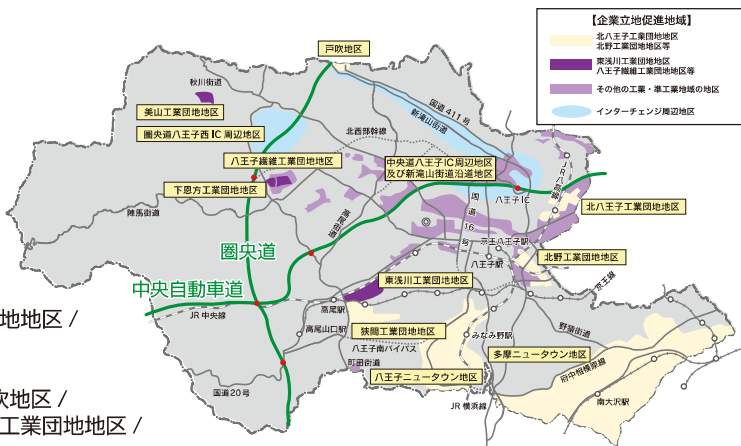 【企業立地促進地域】
北八王子工業団地地区
北野工業団地地区等
東浅川工業団地地区
八王子繊維工業団地地区等
その他の工業・準工業地域の地区
インターチェンジ周辺地区
戸吹地区
秋川街道
国道411号
新滝山街道
美山工業団地地区
圏央道八王子西IC周辺地区
北西部幹線
八王子繊維工業団地地区
中央道八王子IC周辺地区
及び新滝山街道沿道地区
JR八高線
下恩方工業団地地区
八王子IC
陣馬街道
高尾街道
国道16号
北八王子工業団地地区
圏央道
京王八王子駅
八王子駅
北野工業団地地区
京王線
中央自動車道
東浅川工業団地地区
JR中央線
高尾駅
地地区 /
高尾山口駅
狭間工業団地地区
みなみ野駅
野猿街道
八王子南バイパス
多摩ニュータウン地区
町田街道
八王子ニュータウン地区
府中相模原線
国道20号
吹地区 /
南大沢駅
JR横浜線
工業団地地区 /